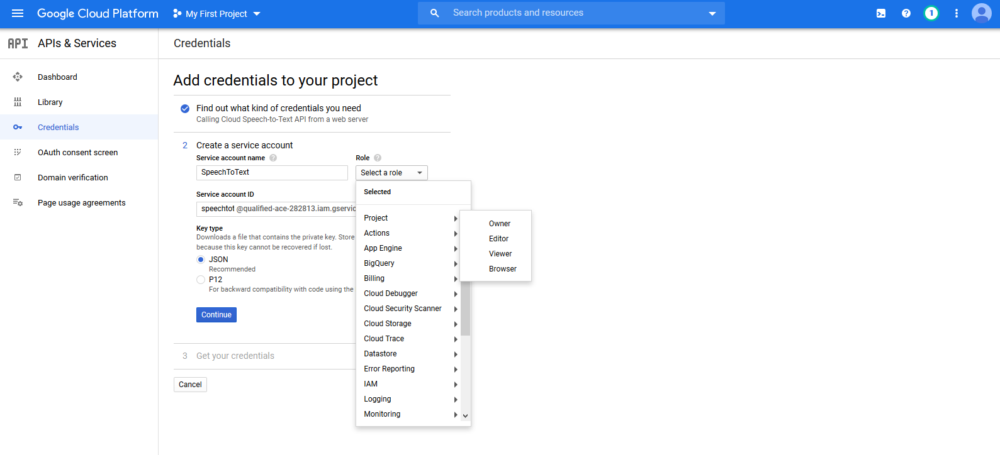 Google Cloud Platform
My First Project
Search products and resources
1
API
APIs & Services
Credentials
Dashboard
Library
Credentials
OAuth consent screen
Domain verification
Page usage agreements
Add credentials to your project
Find out what kind of credentials you need
Calling Cloud Speech-to-Text API from a web server
2 Create a service account
Service account name ?
Role ?
SpeechToText
Select a role
Service account ID
speechtot @qualified-ace-282813.iam.gservic
Key type
Downloads a file that contains the private key. Store
because this key cannot be recovered if lost.
JSON
Recommended
P12
For backward compatibility with code using the
Continue
3 Get your credentials
Cancel
Selected
Project
Actions
App Engine
BigQuery
Billing
Cloud Debugger
Cloud Security Scanner
Cloud Storage
Cloud Trace
Datastore
Error Reporting
IAM
Logging
Monitoring
Owner
Editor
Viewer
Browser